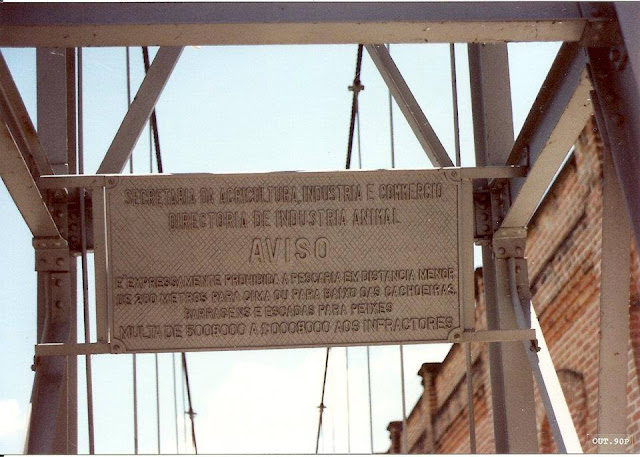 SECRETARIA DA AGRICULTURA, INDUSTRIA E COMMERCIO
DIRECTORIA DE INDUSTRIA ANIMAL
AVISO
E EXPRESSAMENTE PROHIBIDA A PESCARIA EM DISTANCIA MENOR
DE 200 METROS PARA CIMA OU PARA BAIXO DAS CACHOEIRAS,
BARRAGENS E ESCADAS PARA PEIXES
MULTA DE 500$000 A 2:000$000 AOS INFRACTORES
OUT.90P